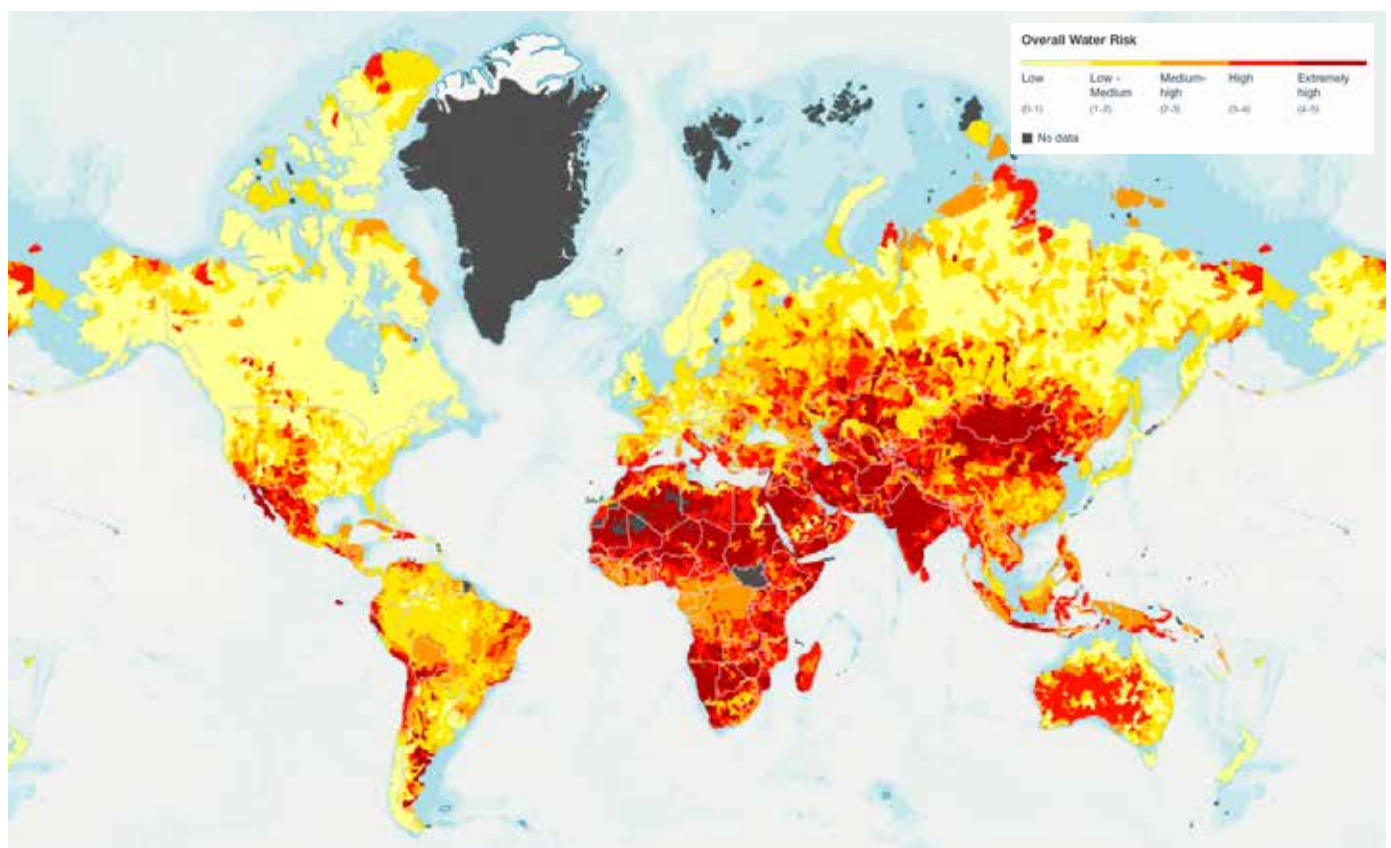 Overall Water Risk
Low
Low -
Medium
Medium-
high
High
Extremely
high
(0-1)
(1-2)
(2-3)
(3-4)
(4-5)
No data